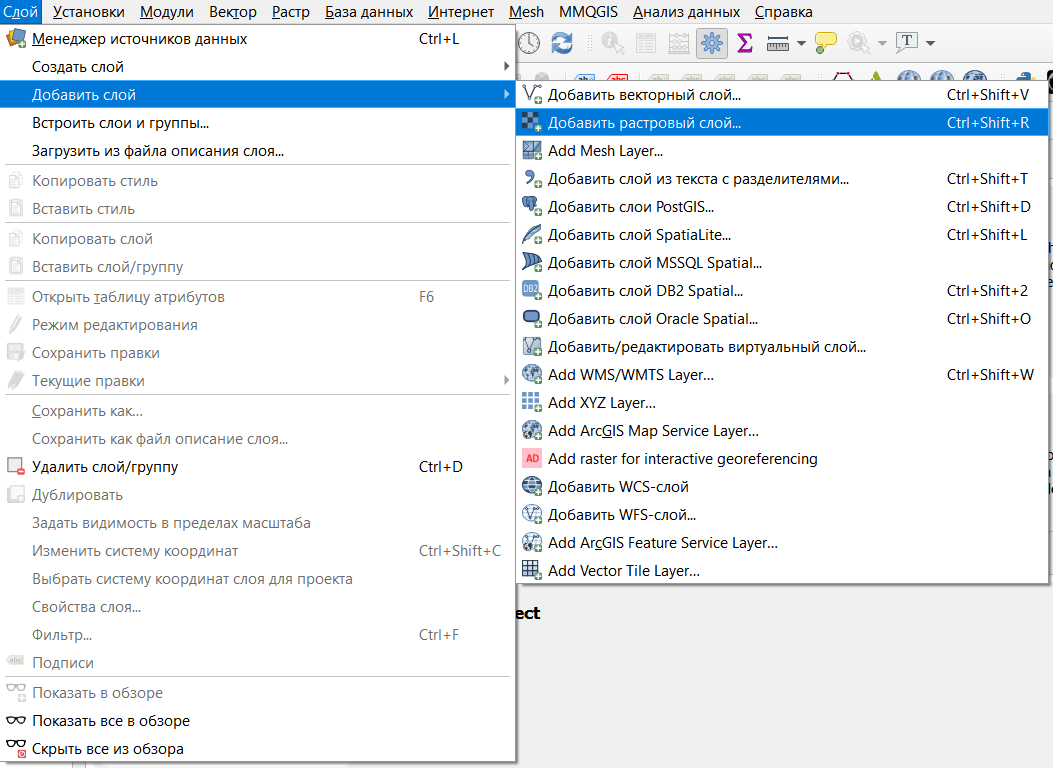 Слой Установки Модули Вектор Растр База данных Интернет Mesh MMQGIS Анализ данных Справка
Менеджер источников данных Ctrl+L
Создать слой
Добавить слой
Встроить слои и группы...
Загрузить из файла описания слоя...
Копировать стиль
Вставить стиль
Копировать слой
Вставить слой/группу
Открыть таблицу атрибутов F6
Режим редактирования
Сохранить правки
Текущие правки
Сохранить как...
Сохранить как файл описание слоя...
Удалить слой/группу Ctrl+D
Дублировать
Задать видимость в пределах масштаба
Изменить систему координат Ctrl+Shift+C
Выбрать систему координат слоя для проекта
Свойства слоя...
Фильтр... Ctrl+F
abc Подписи
Показать в обзоре
Показать все в обзоре
Скрыть все из обзора
Добавить векторный слой... Ctrl+Shift+V
Добавить растровый слой... Ctrl+Shift+R
Add Mesh Layer...
Добавить слой из текста с разделителями... Ctrl+Shift+T
Добавить слои PostGIS... Ctrl+Shift+D
Добавить слой SpatiaLite... Ctrl+Shift+L
Добавить слой MSSQL Spatial...
DB2 Добавить слой DB2 Spatial... Ctrl+Shift+2
Добавить слой Oracle Spatial... Ctrl+Shift+O
Добавить/редактировать виртуальный слой...
Add WMS/WMTS Layer... Ctrl+Shift+W
Add XYZ Layer...
Add ArcGIS Map Service Layer...
AD Add raster for interactive georeferencing
Добавить WCS-слой
Добавить WFS-слой...
Add ArcGIS Feature Service Layer...
Add Vector Tile Layer...
ect